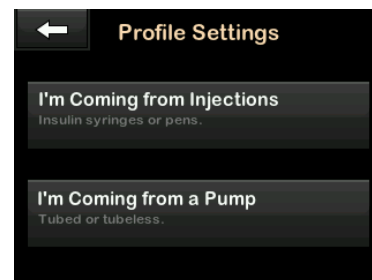 Profile Settings
I'm Coming from Injections
Insulin syringes or pens.
I'm Coming from a Pump
Tubed or tubeless.